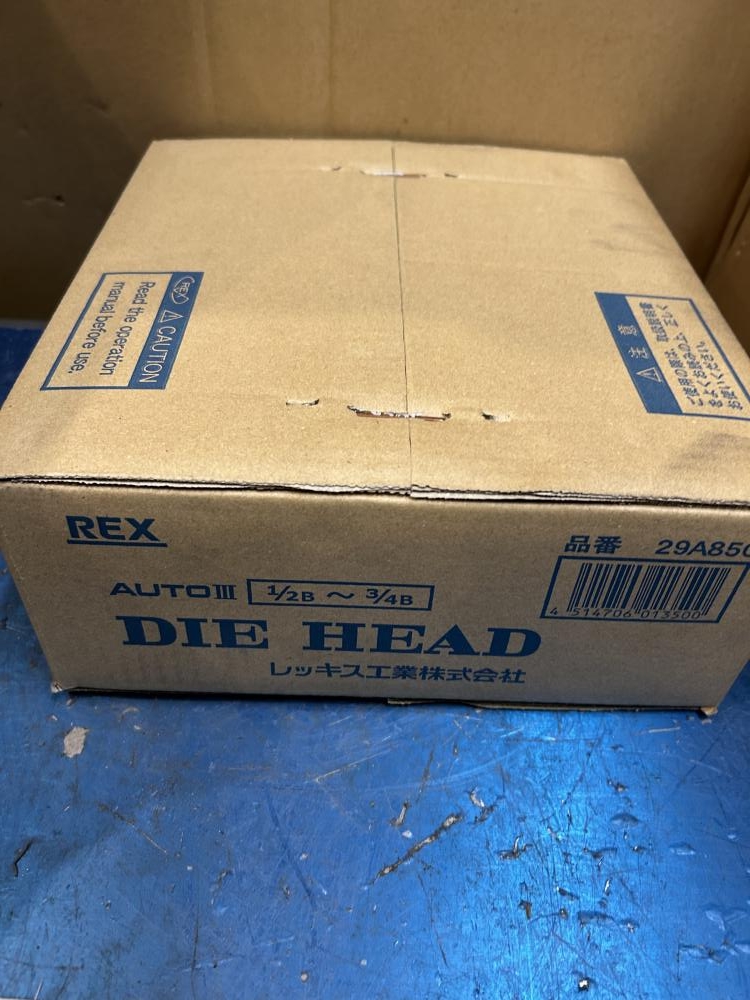 REX
CAUTION
Read the operation
manual before use.
注意
REX
品番 29A850
4 514706 013500
AUTO III 1/2B ～ 3/4B
DIE HEAD
レッキス工業株式会社